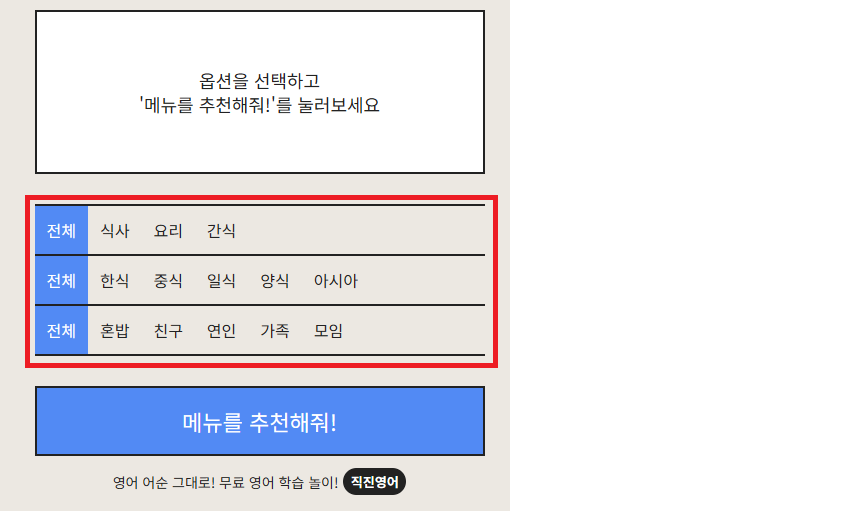 옵션을 선택하고
'메뉴를 추천해줘!'를 눌러보세요
전체 식사 요리 간식
전체 한식 중식 일식 양식 아시아
전체 혼밥 친구 연인 가족 모임
메뉴를 추천해줘!
영어 어순 그대로! 무료 영어 학습 놀이! 직진영어